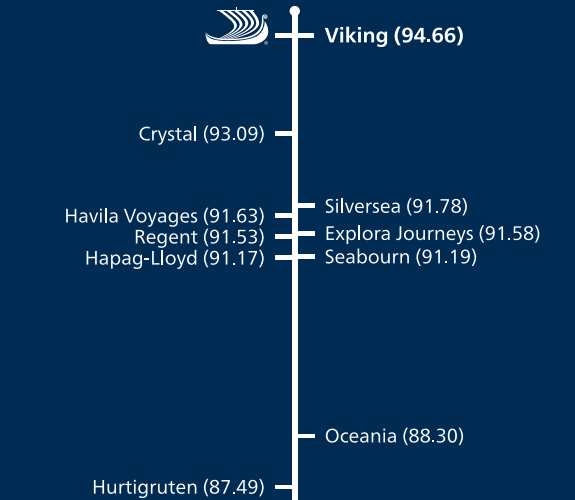 Viking (94.66)
Crystal (93.09)
Silversea (91.78)
Havila Voyages (91.63)
Explora Journeys (91.58)
Regent (91.53)
Seabourn (91.19)
Hapag-Lloyd (91.17)
Oceania (88.30)
Hurtigruten (87.49)